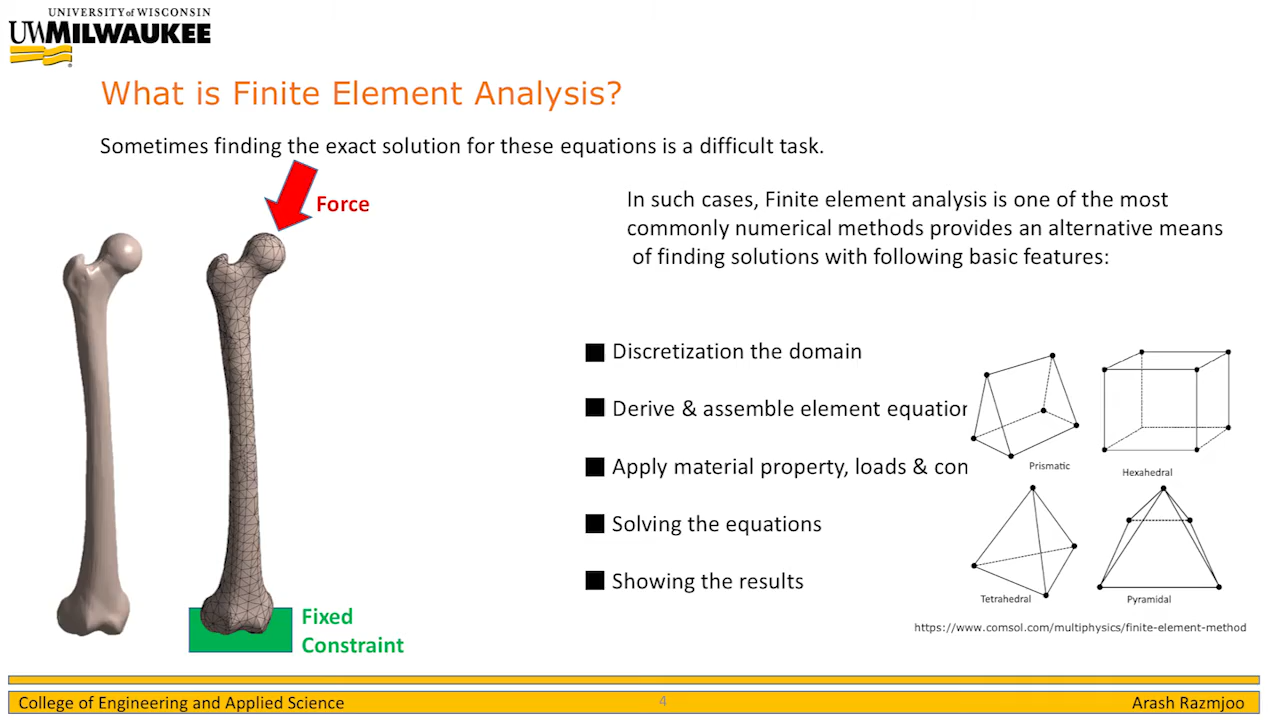 UNIVERSITY of WISCONSIN
UWMILWAUKEE
What is Finite Element Analysis?
Sometimes finding the exact solution for these equations is a difficult task.
Force
In such cases, Finite element analysis is one of the most
commonly numerical methods provides an alternative means
of finding solutions with following basic features:
Discretization the domain
Derive & assemble element equation
Apply material property, loads & con
Solving the equations
Showing the results
Prismatic
Hexahedral
Tetrahedral
Pyramidal
https://www.comsol.com/multiphysics/finite-element-method
Fixed
Constraint
College of Engineering and Applied Science
4
Arash Razmjoo